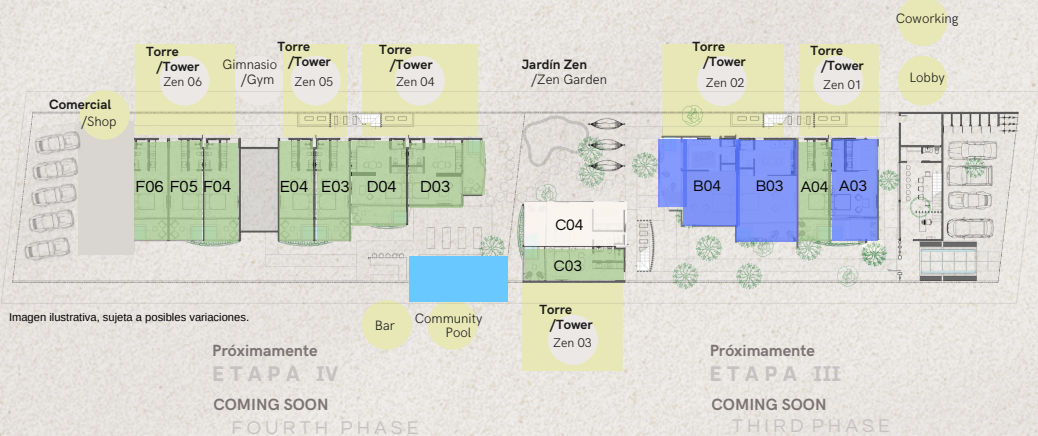 Coworking
Torre
/Tower
Zen 06
Gimnasio
/Gym
Torre
/Tower
Zen 05
Torre
/Tower
Zen 04
Jardín Zen
/Zen Garden
Torre
/Tower
Zen 02
Torre
/Tower
Zen 01
Lobby
Comercial
/Shop
F06
F05
F04
E04
E03
D04
D03
B04
B03
A04
A03
C04
C03
Imagen ilustrativa, sujeta a posibles variaciones.
Bar
Community
Pool
Torre
/Tower
Zen 03
Próximamente
ETAPA IV
COMING SOON
FOURTH PHASE
Próximamente
ETAPA III
COMING SOON
THIRD PHASE